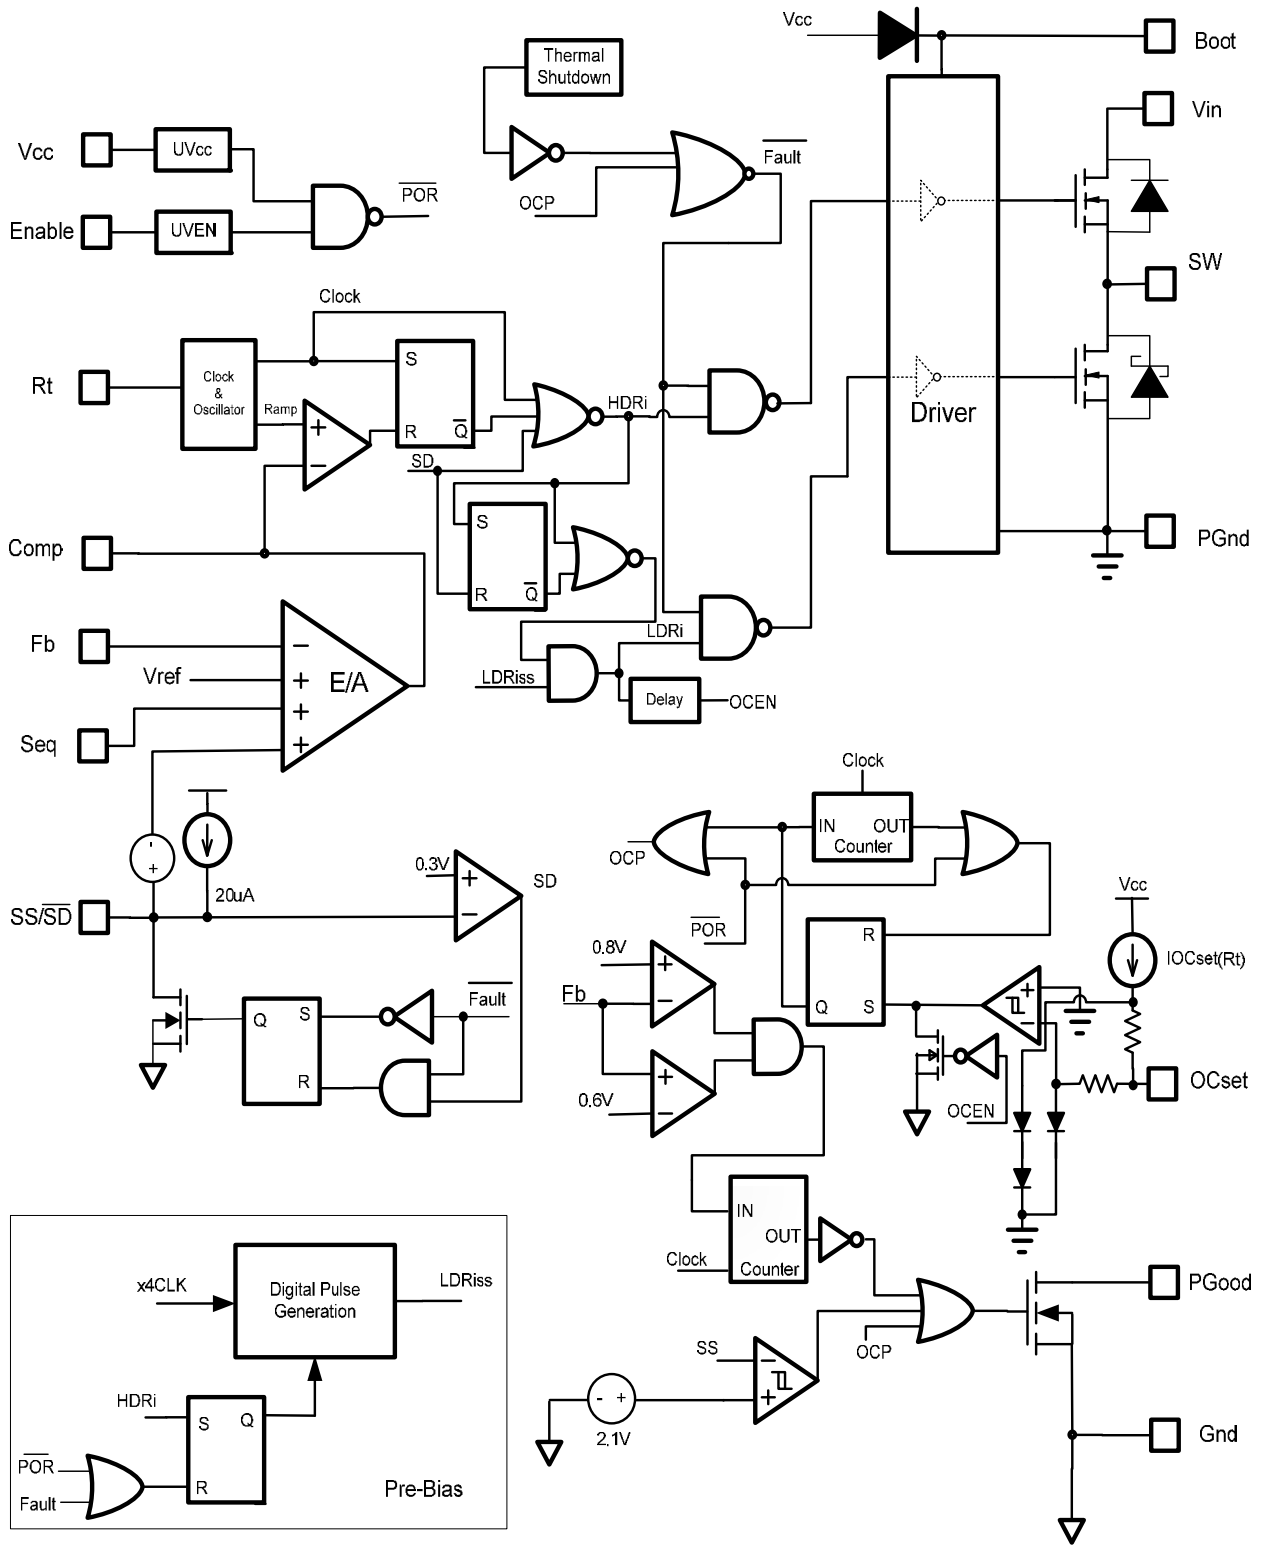 Vcc
Boot
Thermal
Shutdown
Vin
Vcc
UVcc
Fault
POR
OCP
Enable
UVEN
SW
Clock
Rt
Clock
&
Oscillator
Ramp
S
R
Q
+
−
HDRi
SD
Driver
S
R
Q
Comp
PGnd
Fb
−
Vref
+
E/A
+
Seq
+
LDRi
LDRiss
Delay
OCEN
Clock
IN
OUT
Counter
OCP
-
+
20uA
0.3V
+
−
SD
SS/SD
Vcc
POR
R
Q
S
IOCset(Rt)
0.8V
+
−
Fb
+
−
Fault
Q
S
R
+
−
0.6V
OCEN
OCset
IN
OUT
Counter
Clock
x4CLK
Digital Pulse
Generation
LDRiss
PGood
SS
−
+
OCP
HDRi
S
Q
R
- +
2.1V
Gnd
POR
Fault
Pre-Bias